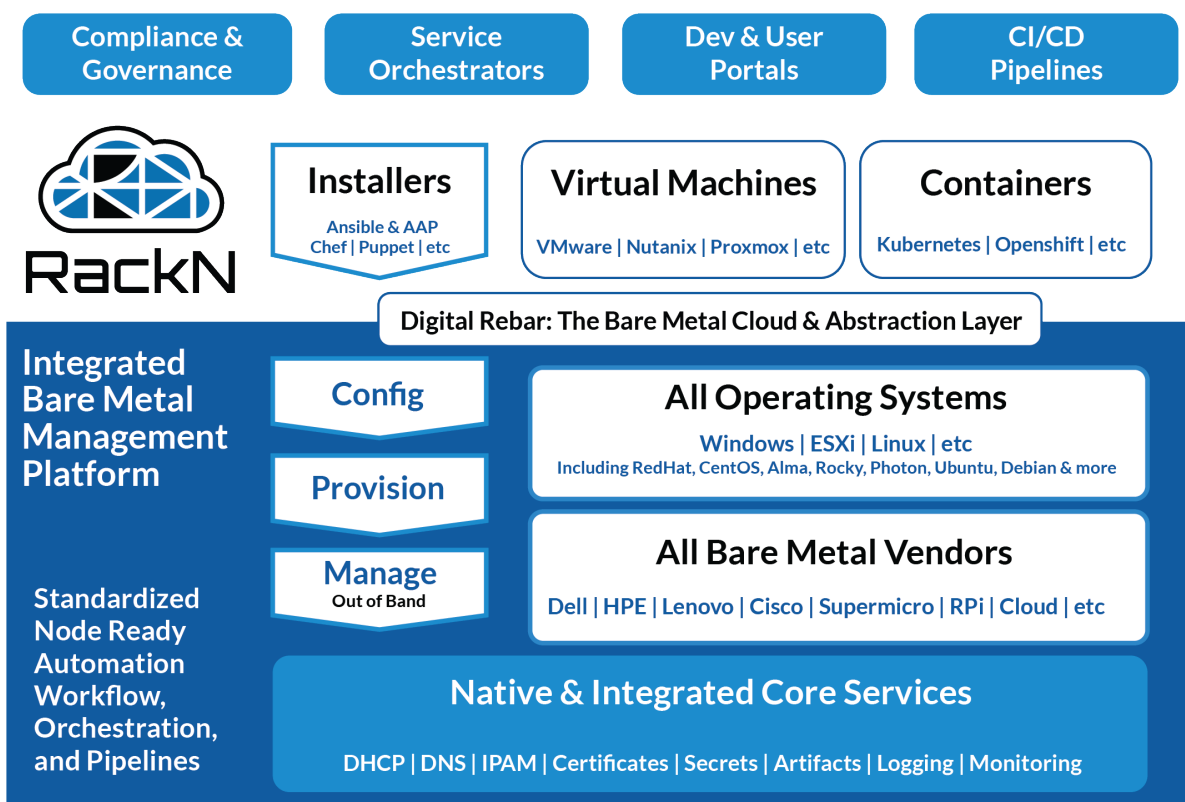 Compliance &
Governance
Service
Orchestrators
Dev & User
Portals
CI/CD
Pipelines
RackN
Installers
Ansible & AAP
Chef | Puppet | etc
Virtual Machines
VMware | Nutanix | Proxmox | etc
Containers
Kubernetes | Openshift | etc
Digital Rebar: The Bare Metal Cloud & Abstraction Layer
Integrated
Bare Metal
Management
Platform
Standardized
Node Ready
Automation
Workflow,
Orchestration,
and Pipelines
Config
Provision
Manage
Out of Band
All Operating Systems
Windows | ESXi | Linux | etc
Including RedHat, CentOS, Alma, Rocky, Photon, Ubuntu, Debian & more
All Bare Metal Vendors
Dell | HPE | Lenovo | Cisco | Supermicro | RPi | Cloud | etc
Native & Integrated Core Services
DHCP | DNS | IPAM | Certificates | Secrets | Artifacts | Logging | Monitoring